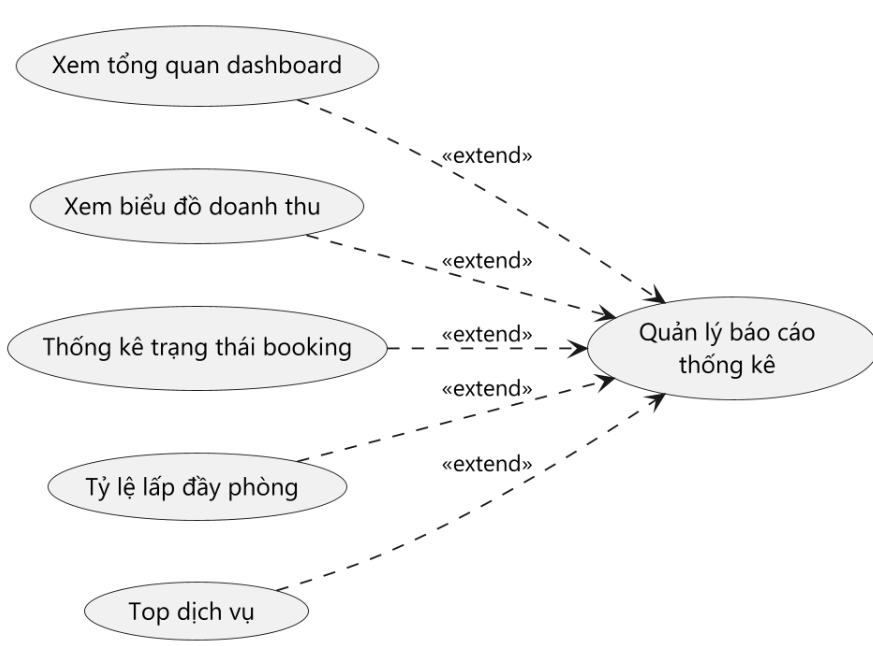 Xem tổng quan dashboard
«extend»
Xem biểu đồ doanh thu
«extend»
Thống kê trạng thái booking
«extend»
Quản lý báo cáo
thống kê
«extend»
Tỷ lệ lấp đầy phòng
«extend»
Top dịch vụ